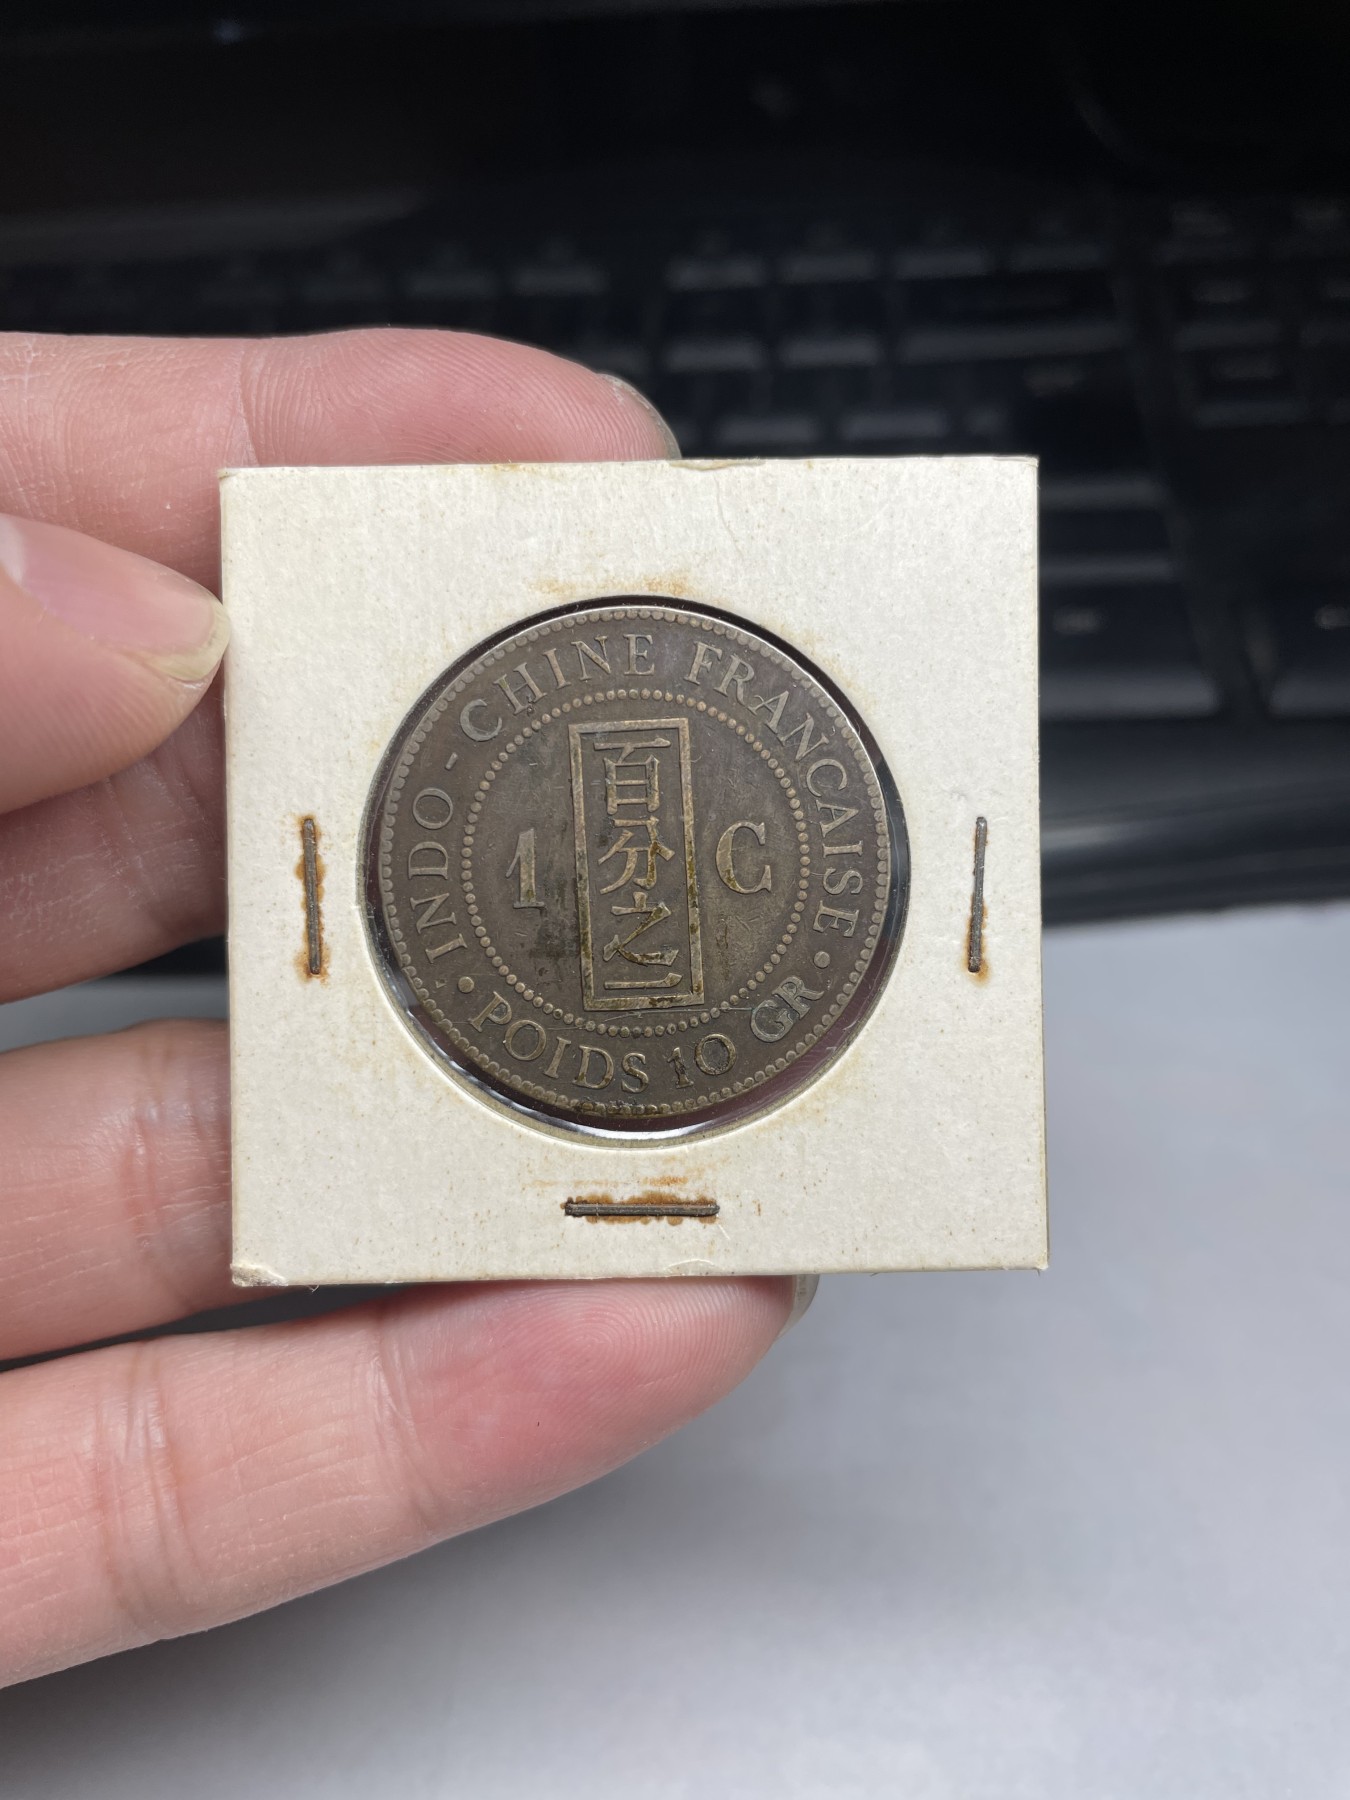 INDO - CHINE FRANCAISE
1 百分之一 C
• POIDS 10 GR •